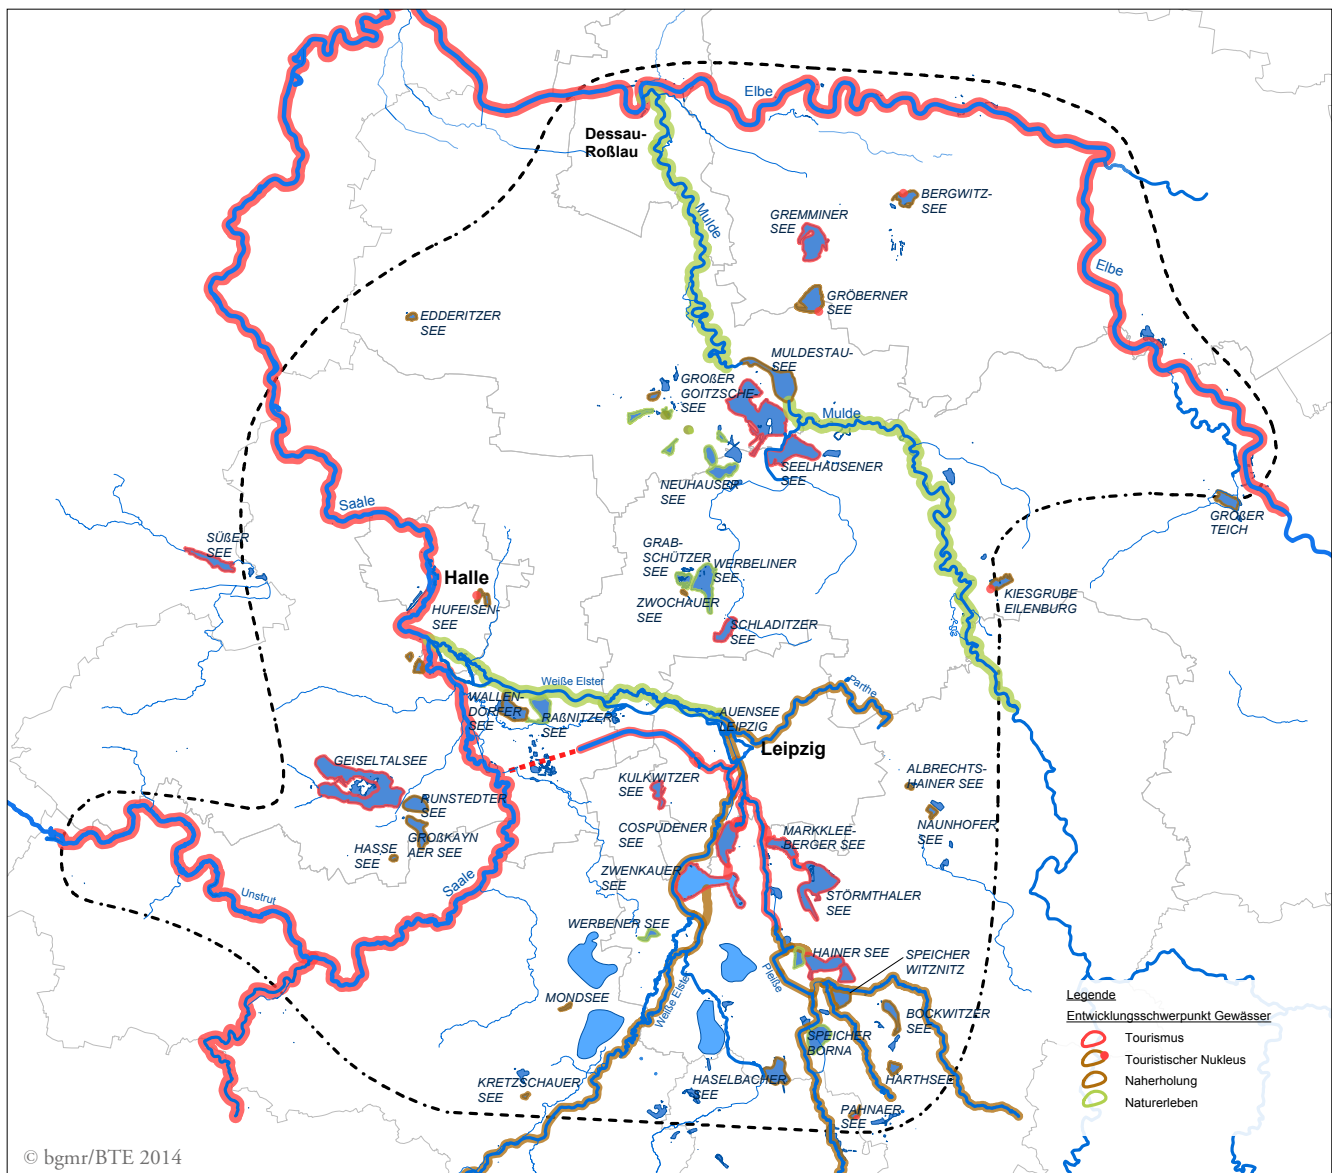 Elbe
Dessau-
Roßlau
Mulde
BERGWITZ-
SEE
GREMMINER
SEE
Elbe
GRÖBERNER
SEE
EDDERITZER
SEE
MULDESTAU-
SEE
GROßER
GOITZSCHE-
SEE
Mulde
SEELHAUSENER
SEE
NEUHAUSER
SEE
Saale
GROßER
TEICH
SÜßER
SEE
GRAB-
SCHÜTZER
SEE
WERBELINER
SEE
Halle
HUFEISEN-
SEE
ZWOCHAUER
SEE
KIESGRUBE
EILENBURG
SCHLADITZER
SEE
Weiße Elster
Parthe
WALLEN-
DORFER
SEE
RAßNITZER
SEE
AUENSEE
LEIPZIG
Leipzig
GEISELTALSEE
KULKWITZER
SEE
ALBRECHTS-
HAINER SEE
RUNSTEDTER
SEE
GROßKAYN
AER SEE
HASSE
SEE
COSPUDENER
SEE
MARKKLEE-
BERGER SEE
NAUNHOFER
SEE
ZWENKAUER
SEE
Saale
Unstrut
STÖRMTHALER
SEE
WERBENER SEE
HAINER SEE
SPEICHER
WITZNITZ
Pleiße
Weiße Elster
MONDSEE
BOCKWITZER
SEE
SPEICHER
BORNA
KRETZSCHAUER
SEE
HASELBACHER
SEE
HARTHSEE
PAHNAER
SEE
Legende
Entwicklungsschwerpunkt Gewässer
Tourismus
Touristischer Nukleus
Naherholung
Naturerleben
© bgmr/BTE 2014